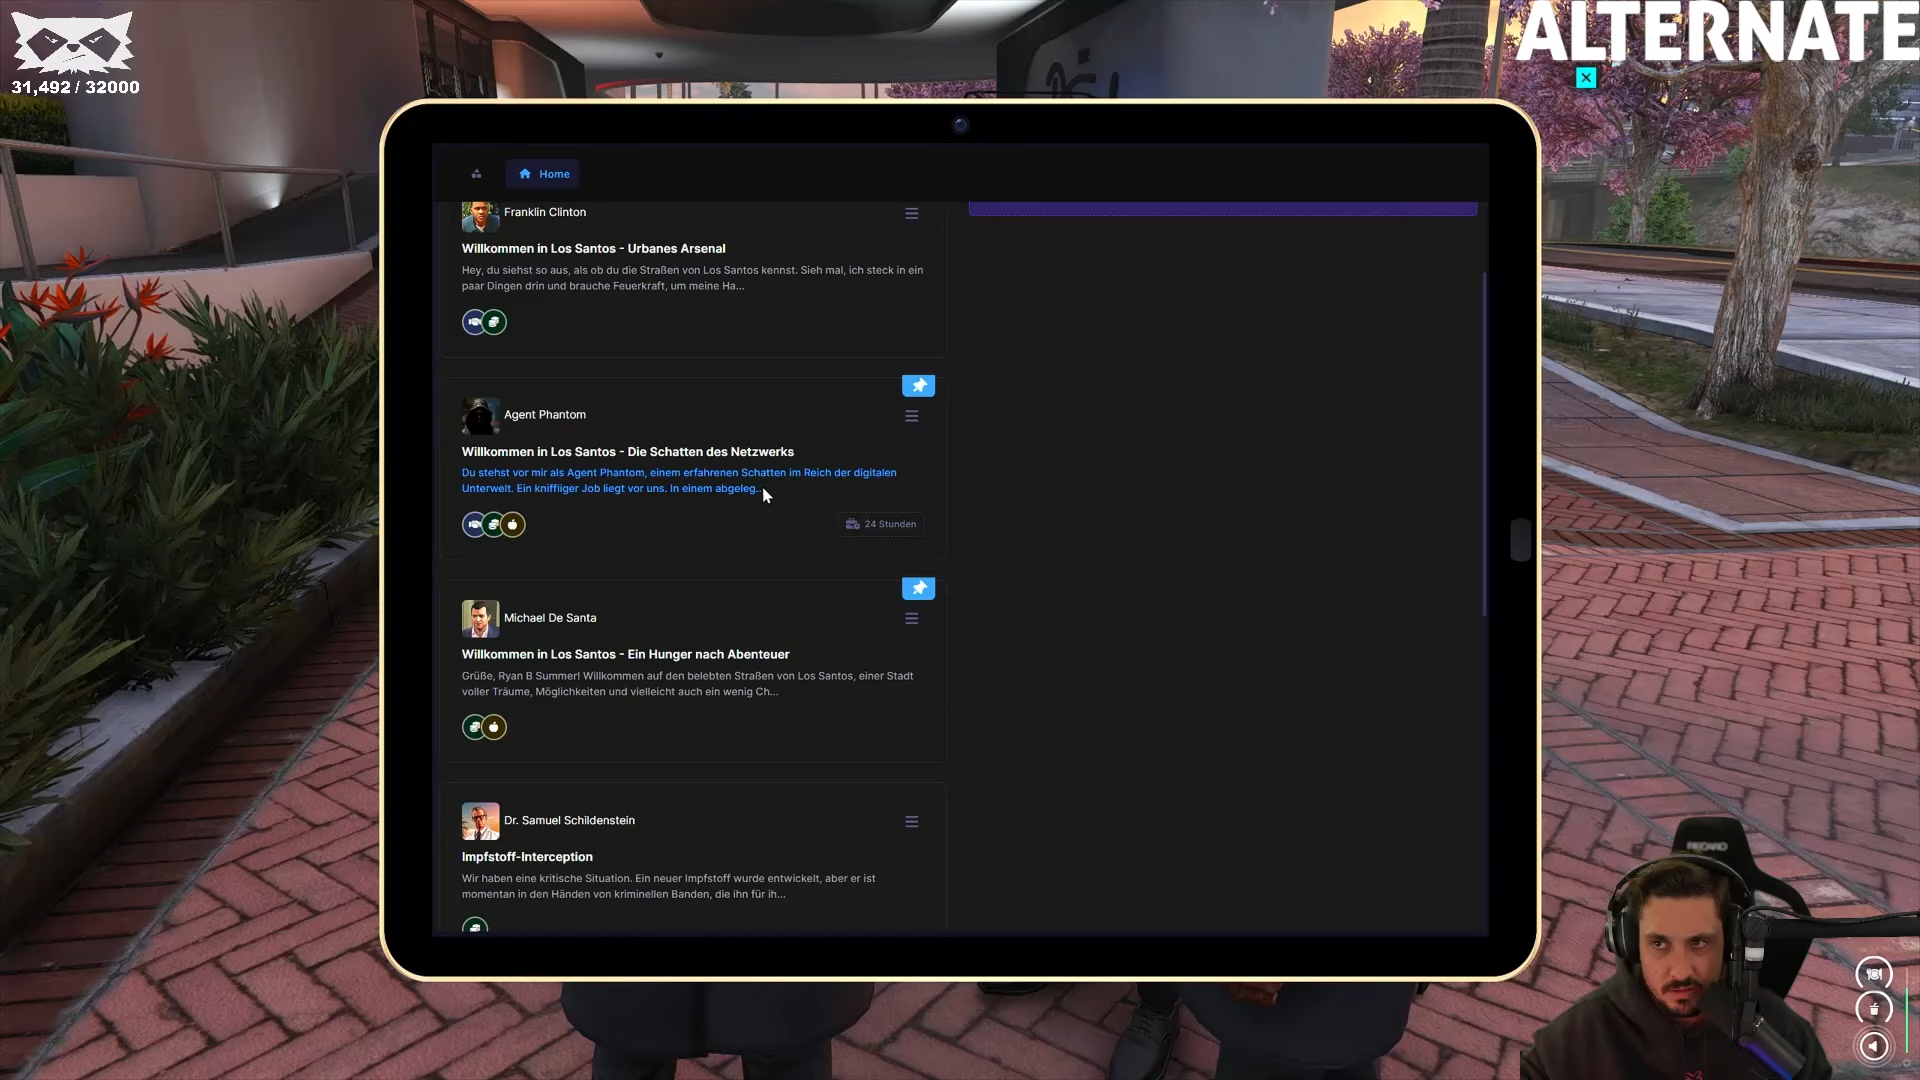 ALTERNATE
31,492 / 32000
Home
Franklin Clinton
Willkommen in Los Santos - Urbanes Arsenal
Hey, du siehst so aus, als ob du die Straßen von Los Santos kennst. Sieh mal, ich steck in ein
paar Dingen drin und brauche Feuerkraft, um meine Ha...
Agent Phantom
Willkommen in Los Santos - Die Schatten des Netzwerks
Du stehst vor mir als Agent Phantom, einem erfahrenen Schatten im Reich der digitalen
Unterwelt. Ein kniffliger Job liegt vor uns. In einem abgeleg...
24 Stunden
Michael De Santa
Willkommen in Los Santos - Ein Hunger nach Abenteuer
Grüße, Ryan B Summer! Willkommen auf den belebten Straßen von Los Santos, einer Stadt
voller Träume, Möglichkeiten und vielleicht auch ein wenig Ch...
Dr. Samuel Schildenstein
Impfstoff-Interception
Wir haben eine kritische Situation. Ein neuer Impfstoff wurde entwickelt, aber er ist
momentan in den Händen von kriminellen Banden, die ihn für ih...
RECARO